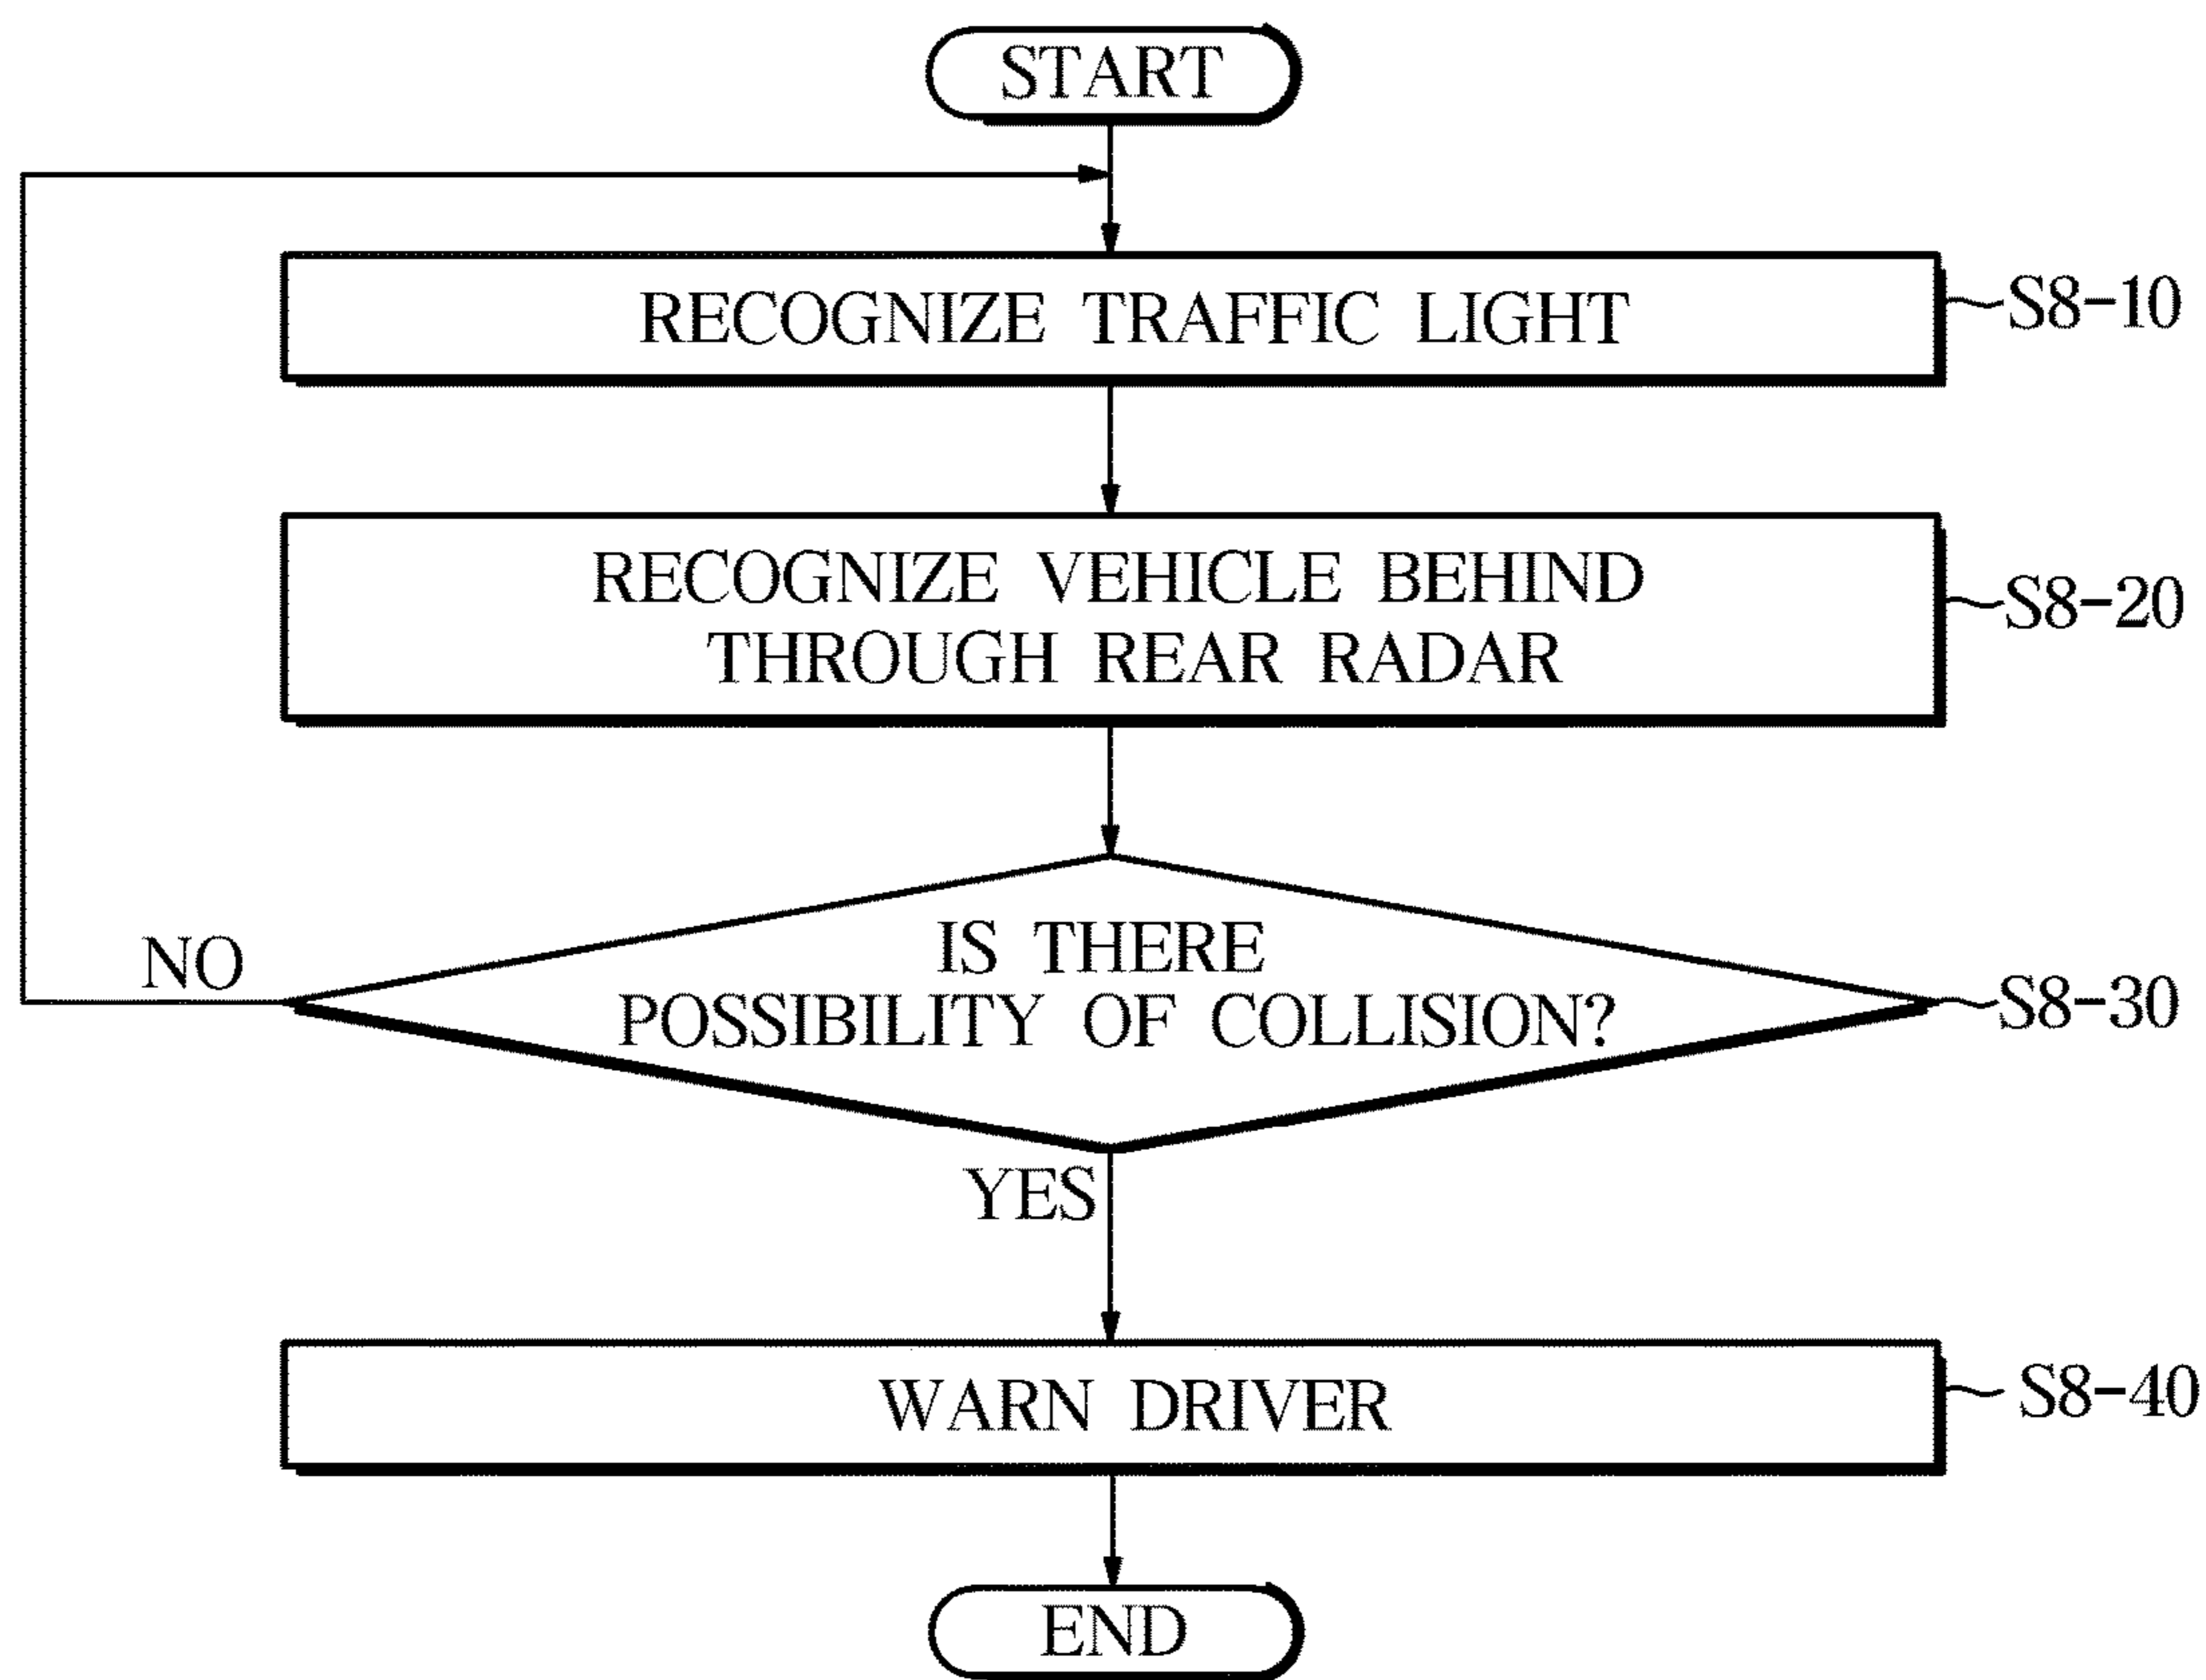 START
RECOGNIZE TRAFFIC LIGHT
S8-10
RECOGNIZE VEHICLE BEHIND
THROUGH REAR RADAR
S8-20
IS THERE
POSSIBILITY OF COLLISION?
S8-30
NO
YES
WARN DRIVER
S8-40
END